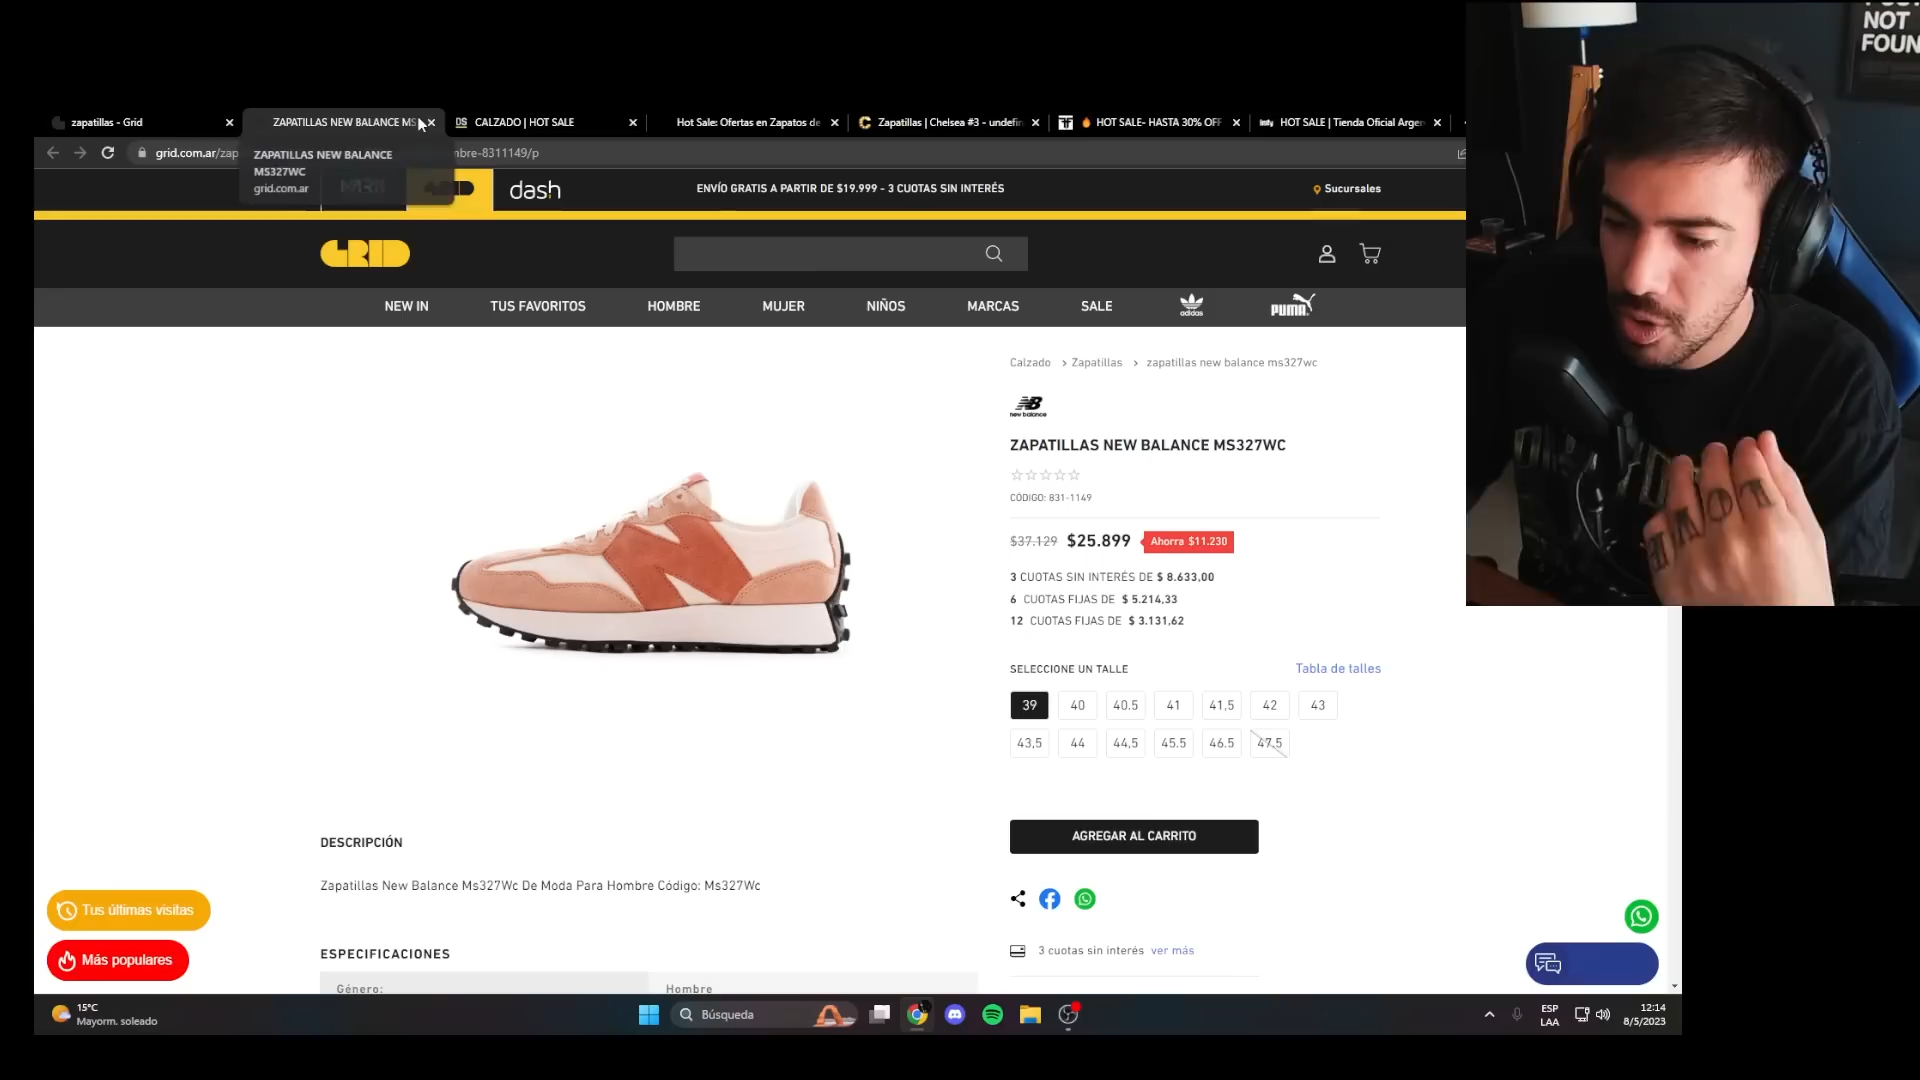 NOT
FOUN
zapatillas - Grid
ZAPATILLAS NEW BALANCE MS
CALZADO | HOT SALE
Hot Sale: Ofertas en Zapatos de
Zapatillas | Chelsea #3 - undefin
HOT SALE- HASTA 30% OFF
HOT SALE | Tienda Oficial Argen
grid.com.ar/zap
mbre-8311149/p
ZAPATILLAS NEW BALANCE
MS327WC
grid.com.ar
dash
ENVÍO GRATIS A PARTIR DE $19.999 - 3 CUOTAS SIN INTERÉS
Sucursales
GRID
NEW IN
TUS FAVORITOS
HOMBRE
MUJER
NIÑOS
MARCAS
SALE
adidas
PUMA
Calzado > Zapatillas > zapatillas new balance ms327wc
new balance
ZAPATILLAS NEW BALANCE MS327WC
CÓDIGO: 831-1149
$37.129 $25.899 Ahorra $11.230
3 CUOTAS SIN INTERÉS DE $ 8.633,00
6 CUOTAS FIJAS DE $ 5.214,33
12 CUOTAS FIJAS DE $ 3.131,62
SELECCIONE UN TALLE
Tabla de talles
39 40 40.5 41 41,5 42 43
43,5 44 44,5 45.5 46.5 47.5
AGREGAR AL CARRITO
DESCRIPCIÓN
Zapatillas New Balance Ms327Wc De Moda Para Hombre Código: Ms327Wc
3 cuotas sin interés ver más
ESPECIFICACIONES
Género: Hombre
Tus últimas visitas
Más populares
15°C
Mayorm. soleado
Búsqueda
ESP
LAA
12:14
8/5/2023